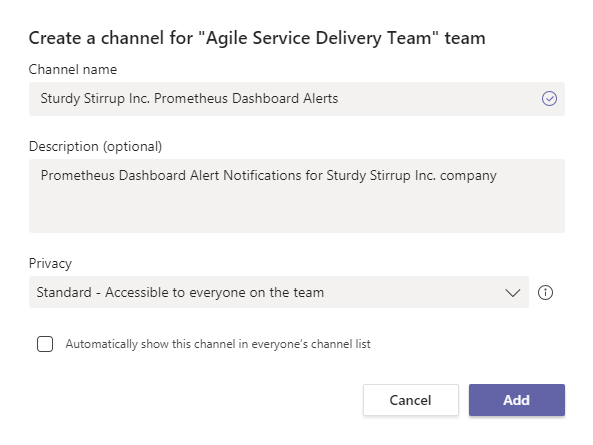 Create a channel for "Agile Service Delivery Team" team
Channel name
Sturdy Stirrup Inc. Prometheus Dashboard Alerts
Description (optional)
Prometheus Dashboard Alert Notifications for Sturdy Stirrup Inc. company
Privacy
Standard - Accessible to everyone on the team
Automatically show this channel in everyone's channel list
Cancel
Add